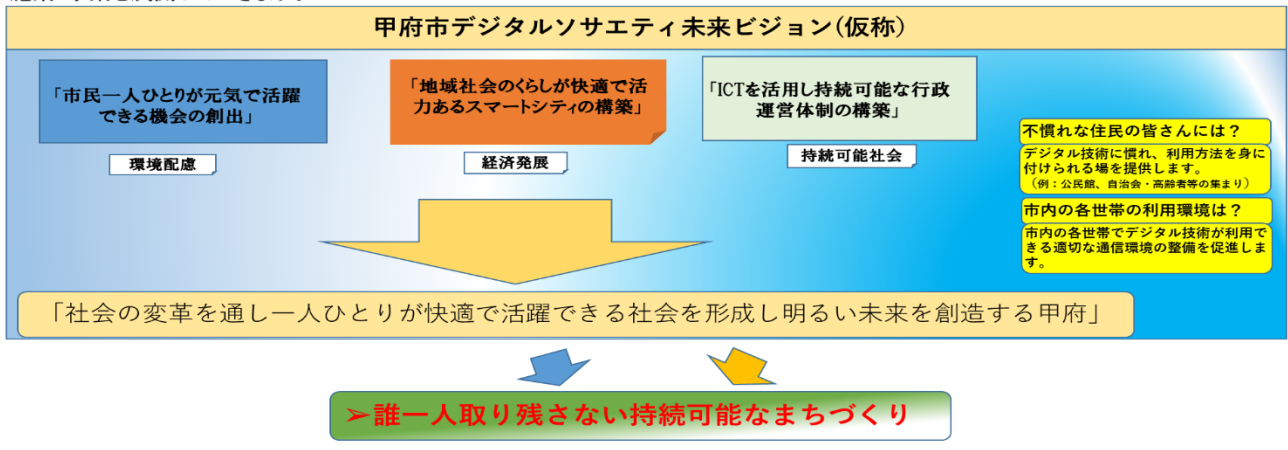 甲府市デジタルソサエティ未来ビジョン(仮称)
「市民一人ひとりが元気で活躍
できる機会の創出」
環境配慮
「地域社会のくらしが快適で活
力あるスマートシティの構築」
経済発展
「ICTを活用し持続可能な行政
運営体制の構築」
持続可能社会
不慣れな住民の皆さんには？
デジタル技術に慣れ、利用方法を身に
付けられる場を提供します。
（例：公民館、自治会・高齢者等の集まり）
市内の各世帯の利用環境は？
市内の各世帯でデジタル技術が利用で
きる適切な通信環境の整備を促進しま
す。
「社会の変革を通し一人ひとりが快適で活躍できる社会を形成し明るい未来を創造する甲府」
➢誰一人取り残さない持続可能なまちづくり